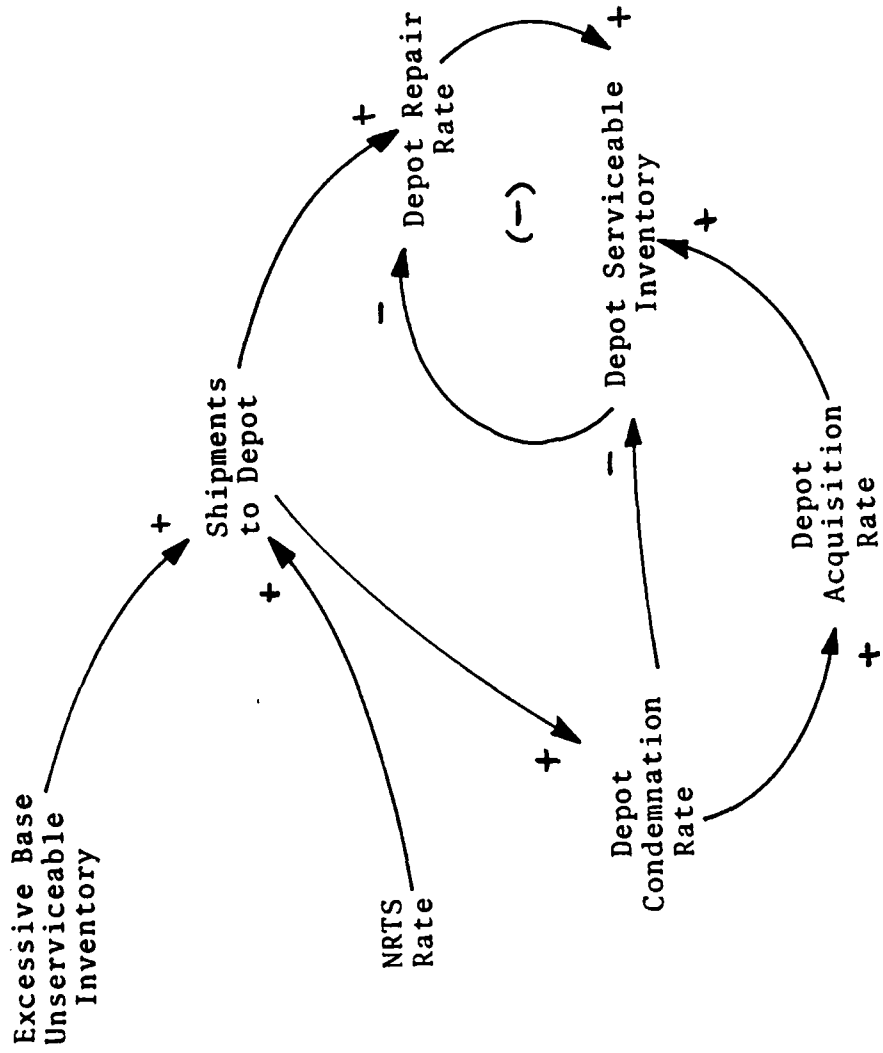 Excessive Base
Unserviceable
Inventory
+
Shipments
to Depot
+
NRTS
Rate
+
Depot Repair
Rate
-
(-)
+
+
Depot
Condemnation
Rate
-
Depot Serviceable
Inventory
+
+
Depot
Acquisition
Rate
+